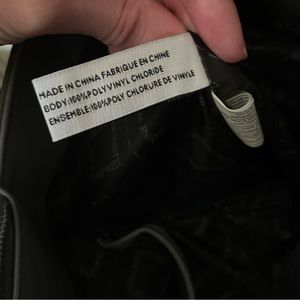 MADE IN CHINA FABRIQUE EN CHINE
BODY:100%POLYVINYL CHLORIDE
ENSEMBLE:100%POLY CHLORURE DE VINYLE